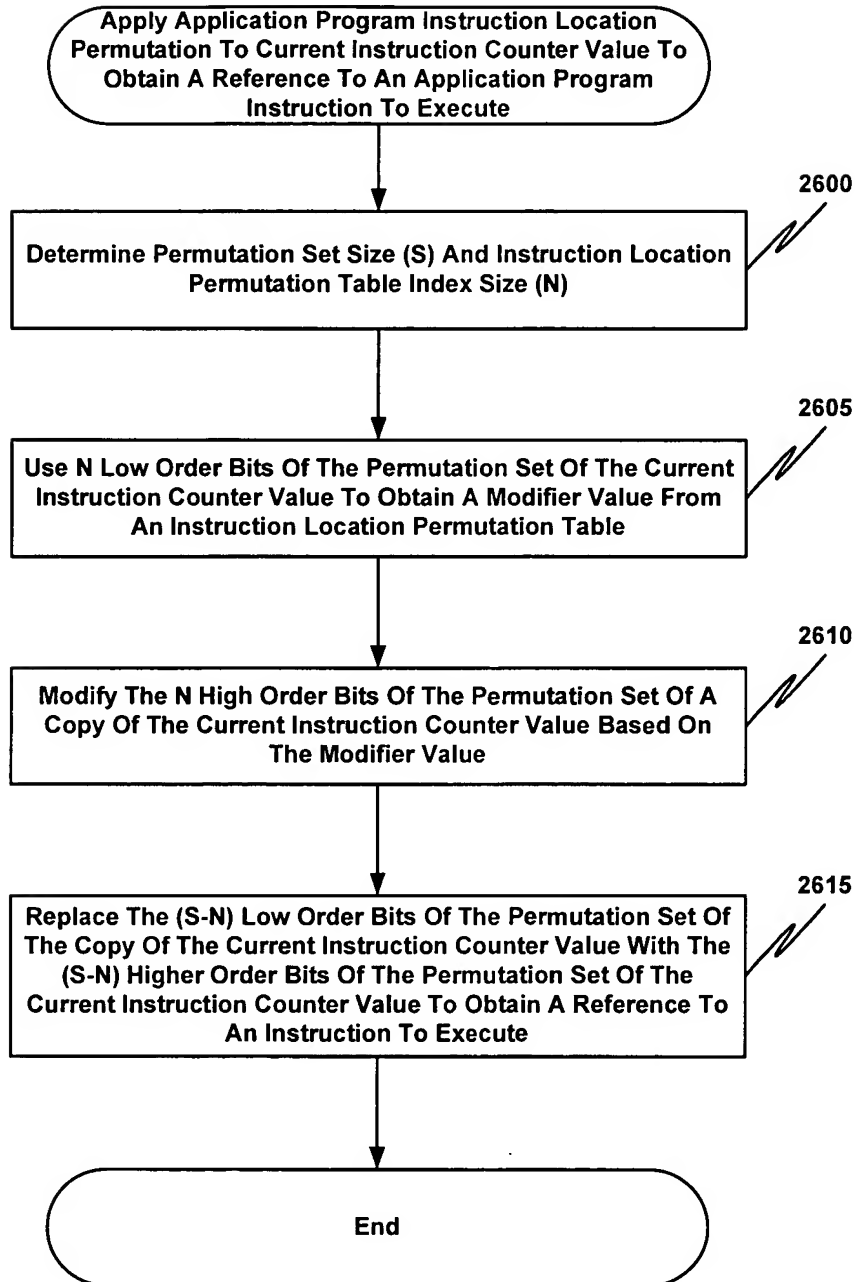 Apply Application Program Instruction Location
Permutation To Current Instruction Counter Value To
Obtain A Reference To An Application Program
Instruction To Execute
2600
Determine Permutation Set Size (S) And Instruction Location
Permutation Table Index Size (N)
2605
Use N Low Order Bits Of The Permutation Set Of The Current
Instruction Counter Value To Obtain A Modifier Value From
An Instruction Location Permutation Table
2610
Modify The N High Order Bits Of The Permutation Set Of A
Copy Of The Current Instruction Counter Value Based On
The Modifier Value
2615
Replace The (S-N) Low Order Bits Of The Permutation Set Of
The Copy Of The Current Instruction Counter Value With The
(S-N) Higher Order Bits Of The Permutation Set Of The
Current Instruction Counter Value To Obtain A Reference To
An Instruction To Execute
End